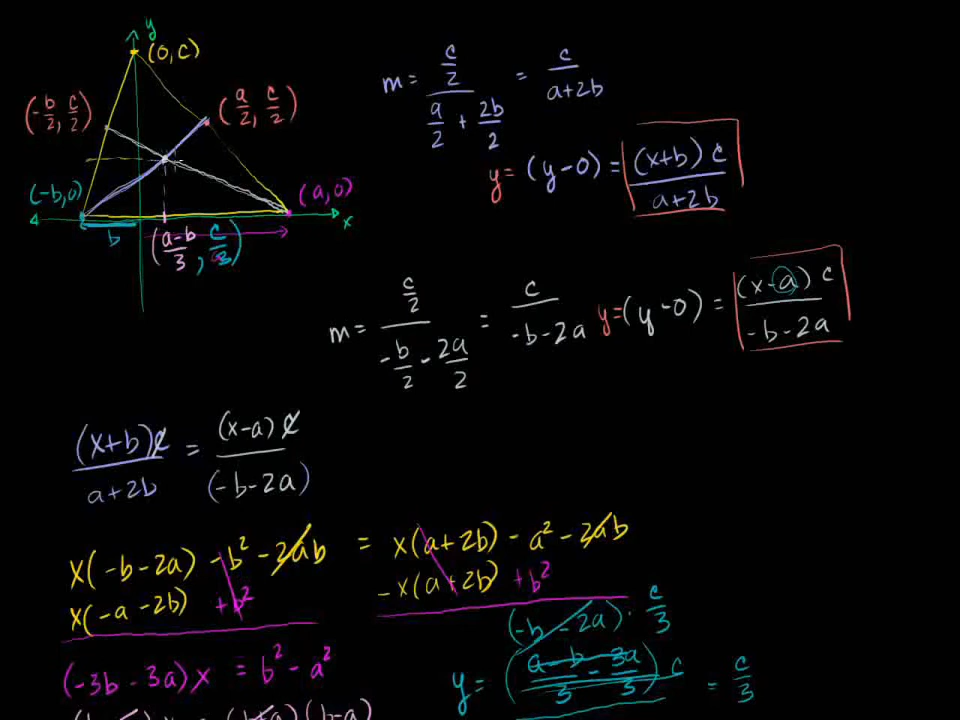 y
(0, c)
(-b/2, c/2)
(a/2, c/2)
(-b, 0)
(a, 0)
x
b
((a-b)/3, c/3)
m = (c/2)/(a/2 + 2b/2) = c/(a+2b)
y = (y-0) = (x+b) c/(a+2b)
m = (c/2)/(-b/2 - 2a/2) = c/(-b-2a) y = (y-0) = (x-a) c/(-b-2a)
(x+b)c/(a+2b) = (x-a) c/(-b-2a)
x(-b-2a) - b² - 2ab = x(a+2b) - a² - 2ab
x(-a-2b) + b² -x(a+2b) + b²
(-3b-3a)x = b² - a²
(-b-2a) · c/3
y = ((a-b)/3 - 3a/3) c = c/3
(b-a)